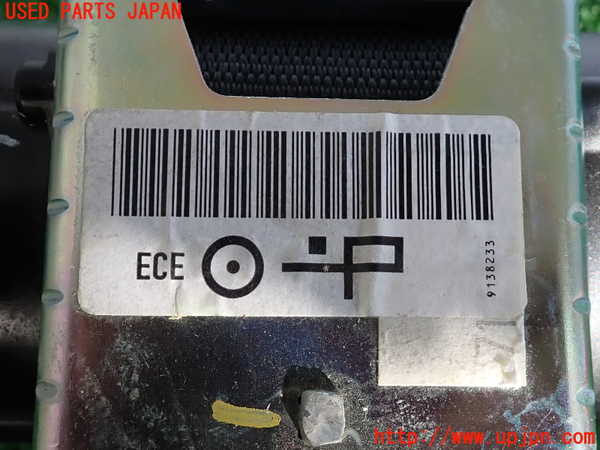 USED PARTS JAPAN
ECE
9138233
http://www.upjpn.com/